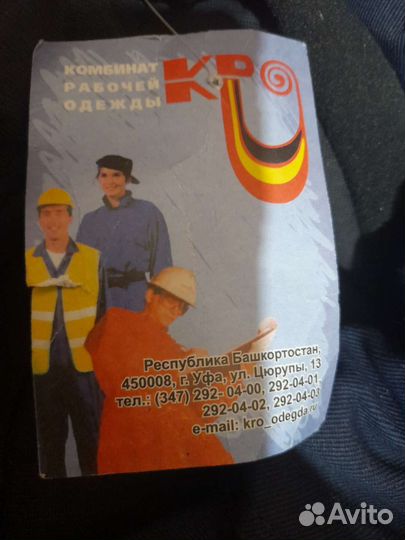 КОМБИНАТ
РАБОЧЕЙ
ОДЕЖДЫ
KRO
Республика Башкортостан,
450008, г. Уфа, ул. Цюрупы, 13
тел.: (347) 292- 04-00, 292-04-01,
292-04-02, 292-04-03
e-mail: kro_odegda.ru
Avito